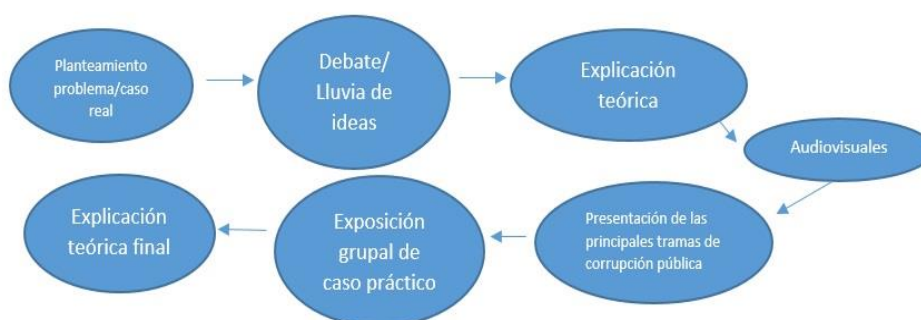 Planteamiento
problema/caso
real
Debate/
Lluvia de
ideas
Explicación
teórica
Audiovisuales
Presentación de las
principales tramas de
corrupción pública
Exposición
grupal de
caso práctico
Explicación
teórica final